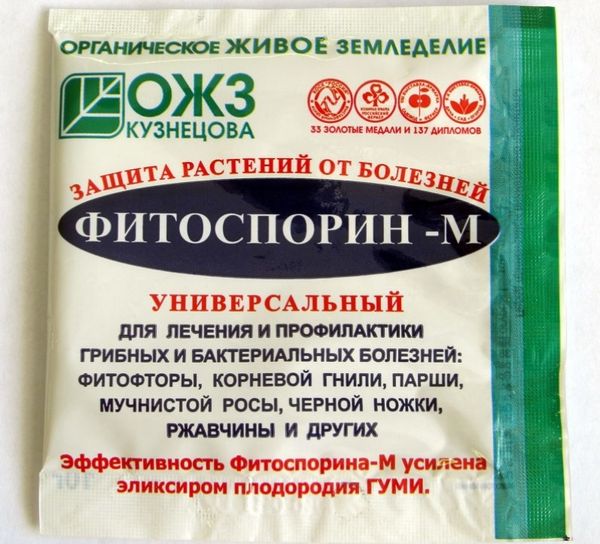 ОРГАНИЧЕСКОЕ ЖИВОЕ ЗЕМЛЕДЕЛИЕ
ОЖЗ
КУЗНЕЦОВА
33 ЗОЛОТЫЕ МЕДАЛИ И 137 ДИПЛОМОВ
ЗАЩИТА РАСТЕНИЙ ОТ БОЛЕЗНЕЙ
ФИТОСПОРИН -М
УНИВЕРСАЛЬНЫЙ
ДЛЯ ЛЕЧЕНИЯ И ПРОФИЛАКТИКИ
ГРИБНЫХ И БАКТЕРИАЛЬНЫХ БОЛЕЗНЕЙ:
ФИТОФТОРЫ, КОРНЕВОЙ ГНИЛИ, ПАРШИ,
МУЧНИСТОЙ РОСЫ, ЧЕРНОЙ НОЖКИ,
РЖАВЧИНЫ И ДРУГИХ
Эффективность Фитоспорина-М усилена
эликсиром плодородия ГУМИ.